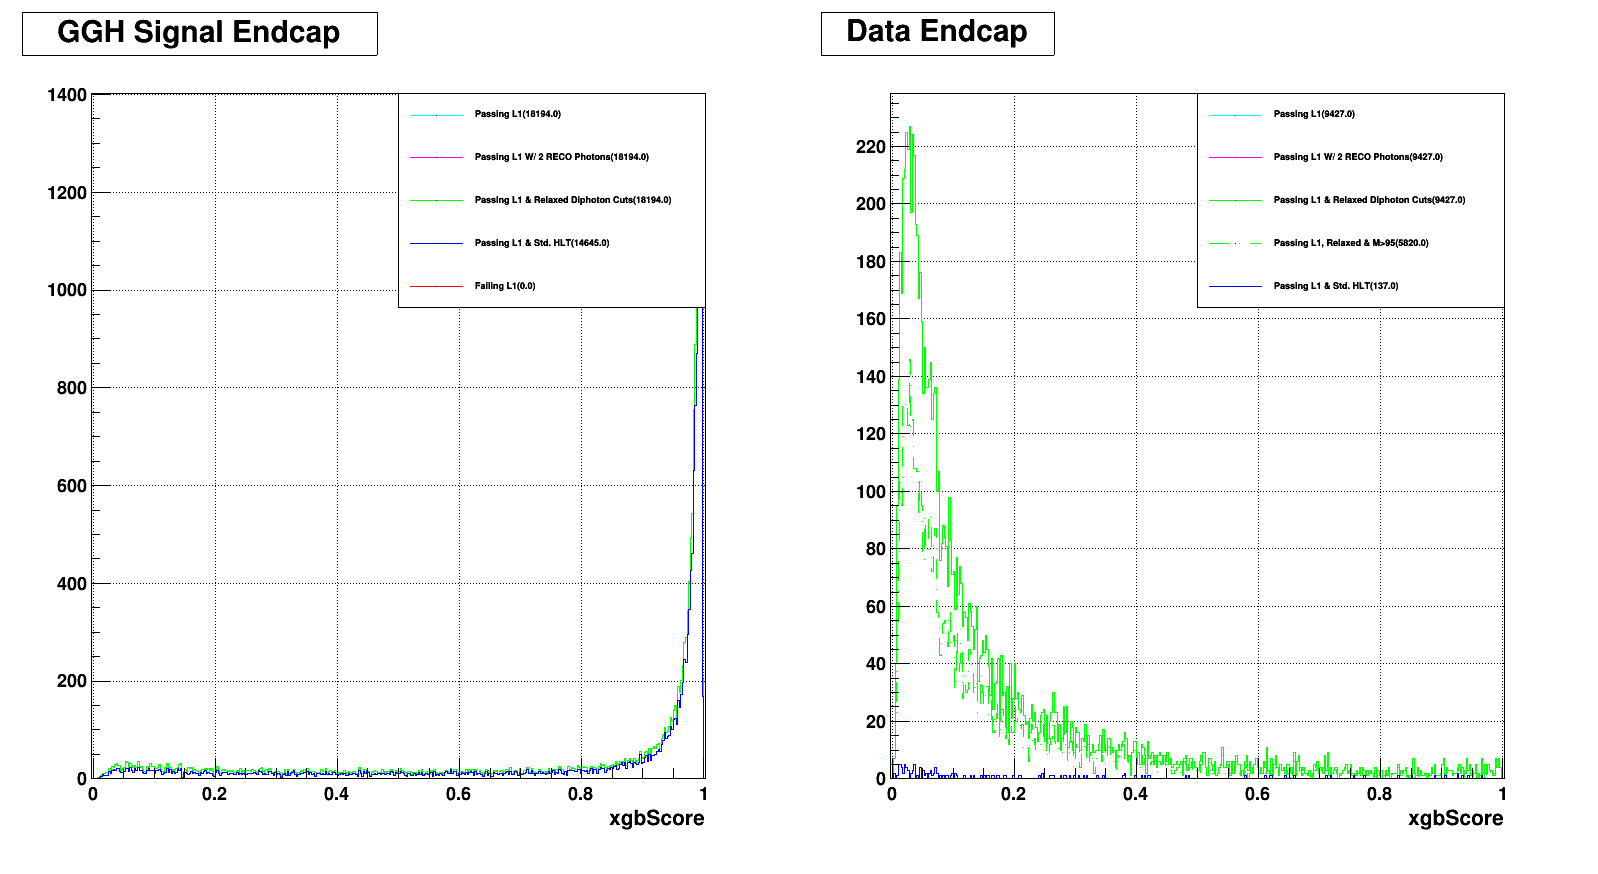 GGH Signal Endcap
1400
1200
1000
800
600
400
200
0
Passing L1(18194.0)
Passing L1 W/ 2 RECO Photons(18194.0)
Passing L1 & Relaxed Diphoton Cuts(18194.0)
Passing L1 & Std. HLT(14645.0)
Failing L1(0.0)
0 0.2 0.4 0.6 0.8 1
xgbScore
Data Endcap
220
200
180
160
140
120
100
80
60
40
20
0
Passing L1(9427.0)
Passing L1 W/ 2 RECO Photons(9427.0)
Passing L1 & Relaxed Diphoton Cuts(9427.0)
Passing L1, Relaxed & M>95(5820.0)
Passing L1 & Std. HLT(137.0)
0 0.2 0.4 0.6 0.8 1
xgbScore